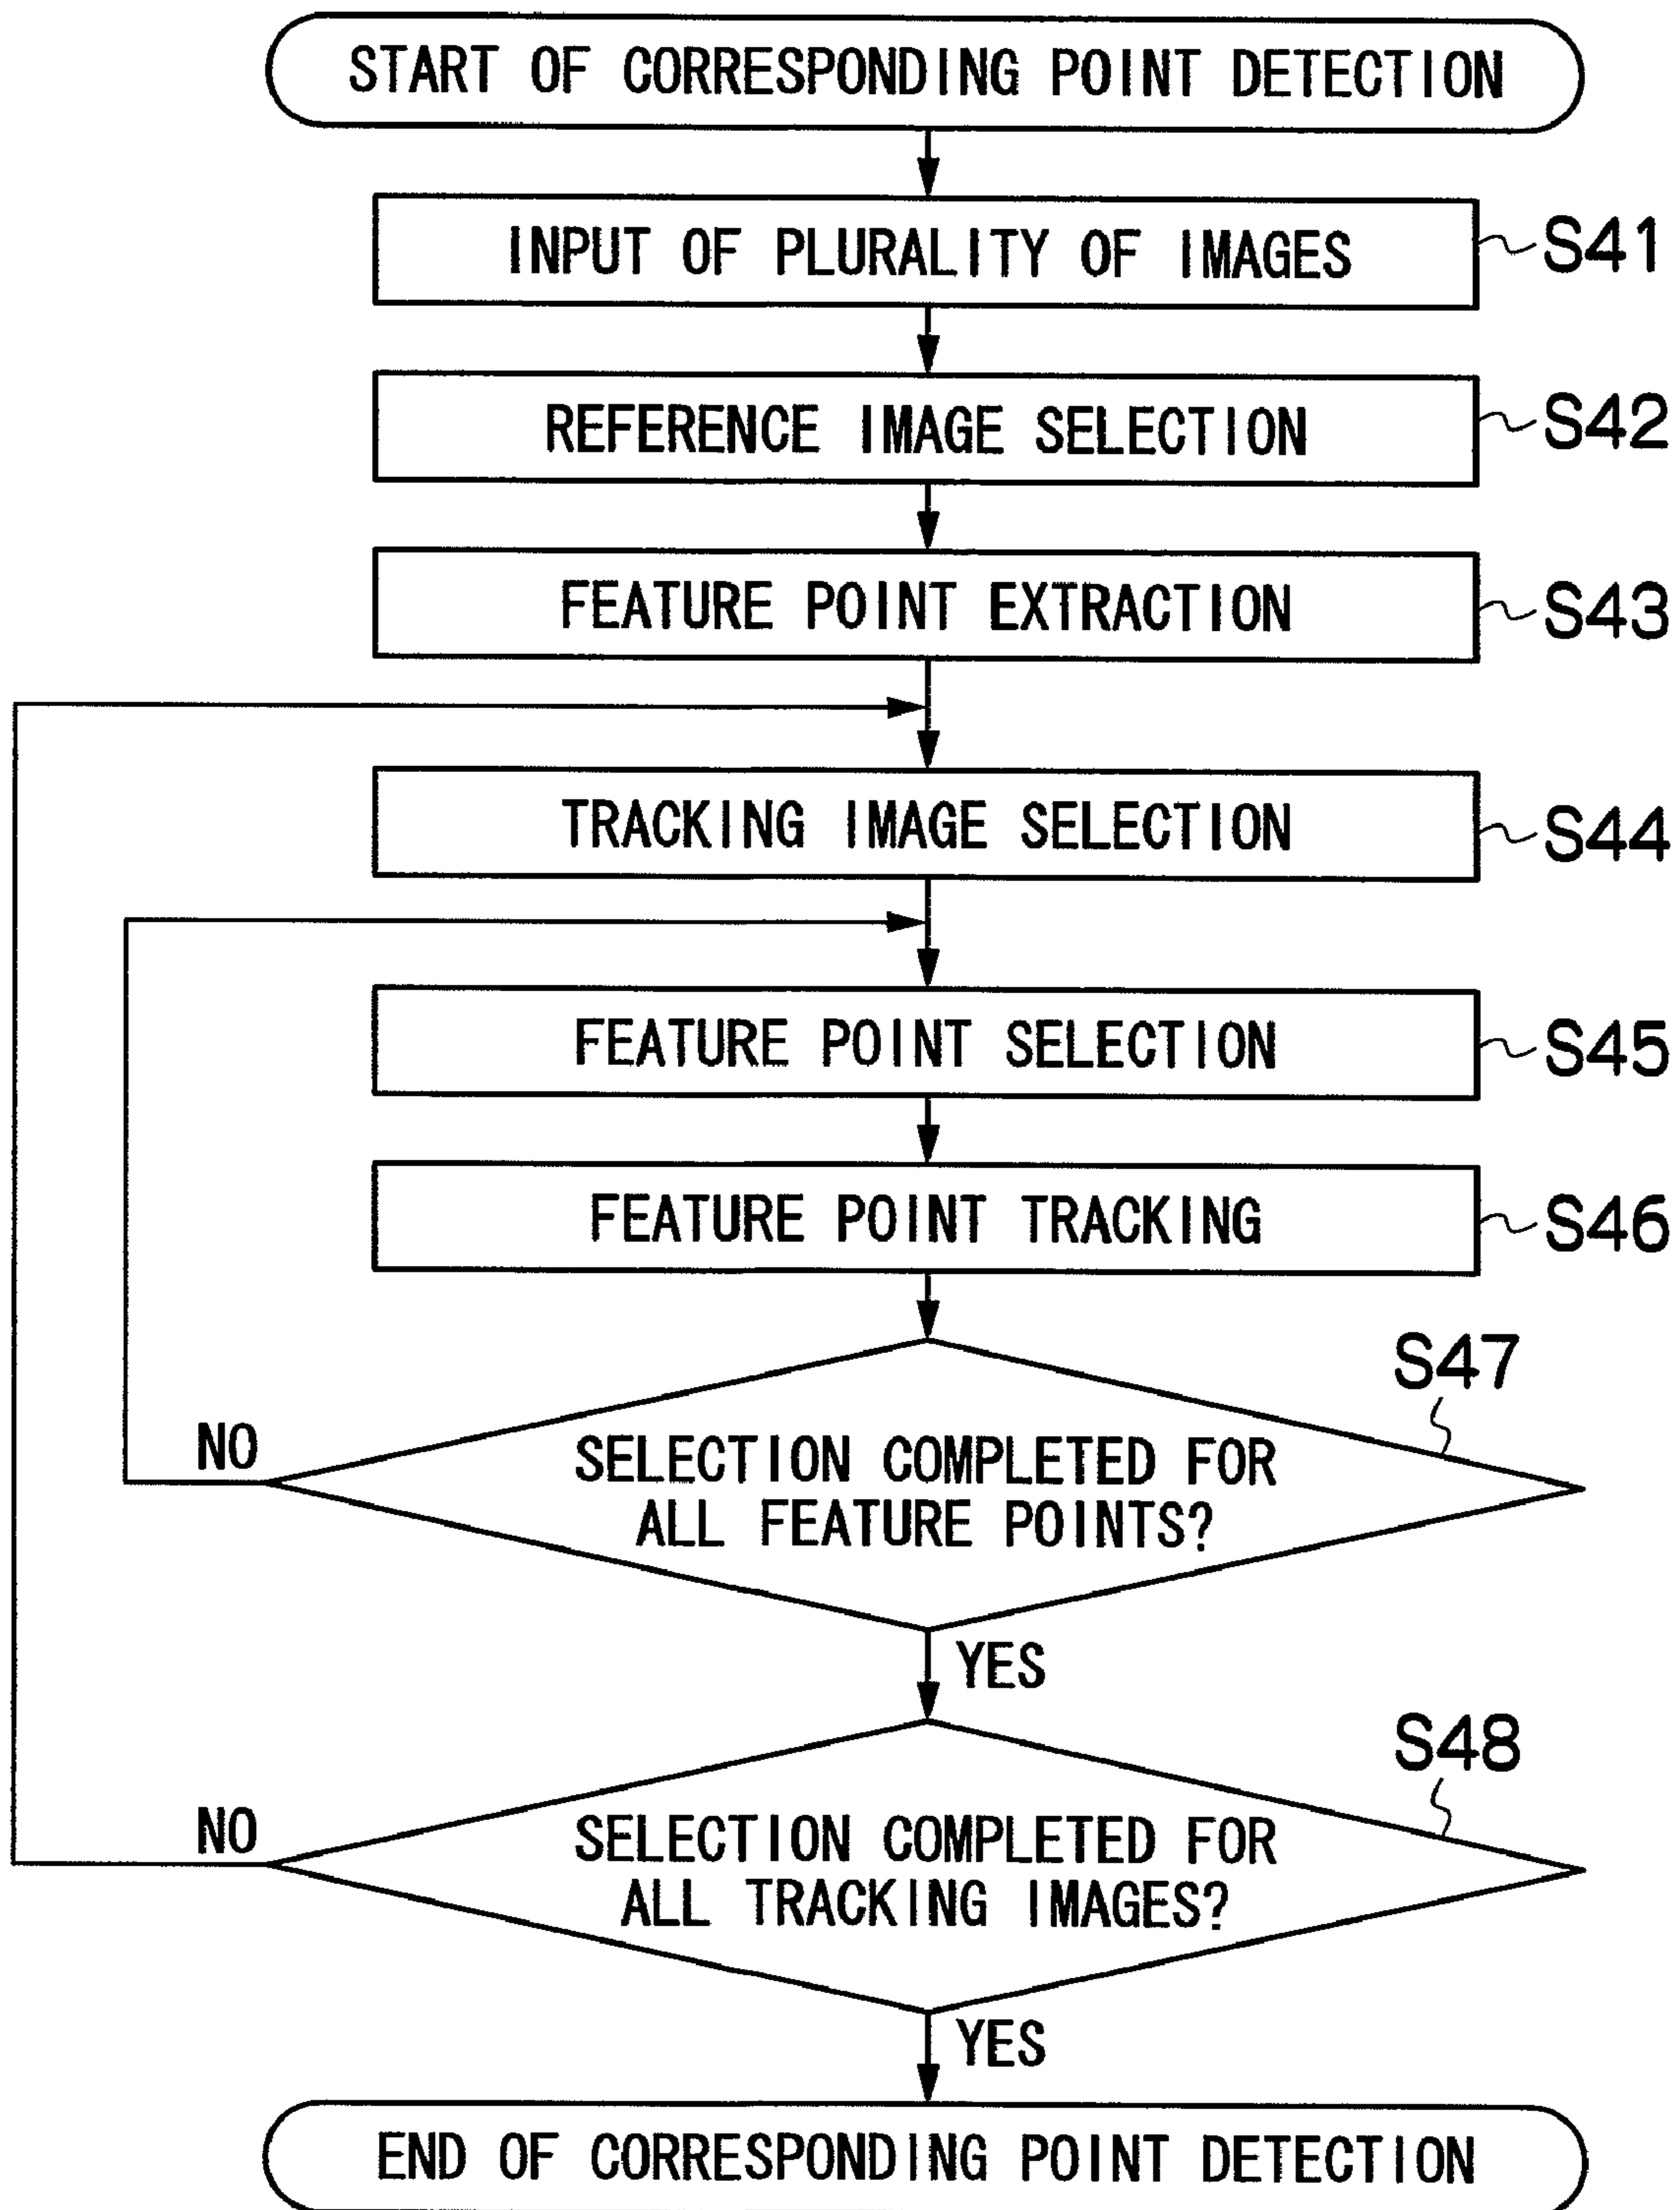 START OF CORRESPONDING POINT DETECTION
INPUT OF PLURALITY OF IMAGES
S41
REFERENCE IMAGE SELECTION
S42
FEATURE POINT EXTRACTION
S43
TRACKING IMAGE SELECTION
S44
FEATURE POINT SELECTION
S45
FEATURE POINT TRACKING
S46
S47
NO
SELECTION COMPLETED FOR
ALL FEATURE POINTS?
YES
S48
NO
SELECTION COMPLETED FOR
ALL TRACKING IMAGES?
YES
END OF CORRESPONDING POINT DETECTION